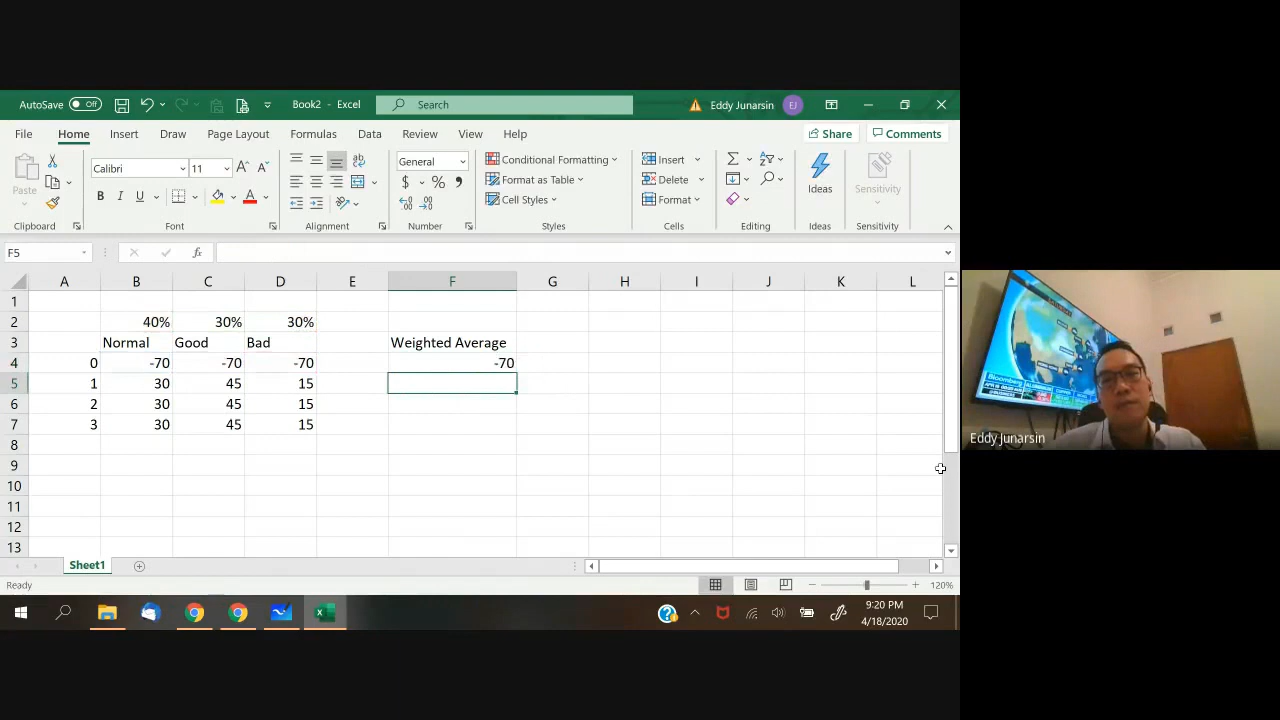 AutoSave Off Book2 - Excel Search Eddy Junarsin EJ
File Home Insert Draw Page Layout Formulas Data Review View Help Share Comments
Paste Calibri 11 General Conditional Formatting Insert Ideas Sensitivity
B I U A $ % Format as Table Delete
Cell Styles Format
Clipboard Font Alignment Number Styles Cells Editing Ideas Sensitivity
F5 fx
A B C D E F G H I J K L
1
2 40% 30% 30%
3 Normal Good Bad Weighted Average
4 0 -70 -70 -70 -70
5 1 30 45 15
6 2 30 45 15
7 3 30 45 15
8
9
10
11
12
13
Sheet1
Ready 120%
9:20 PM
4/18/2020
Bloomberg
Eddy Junarsin